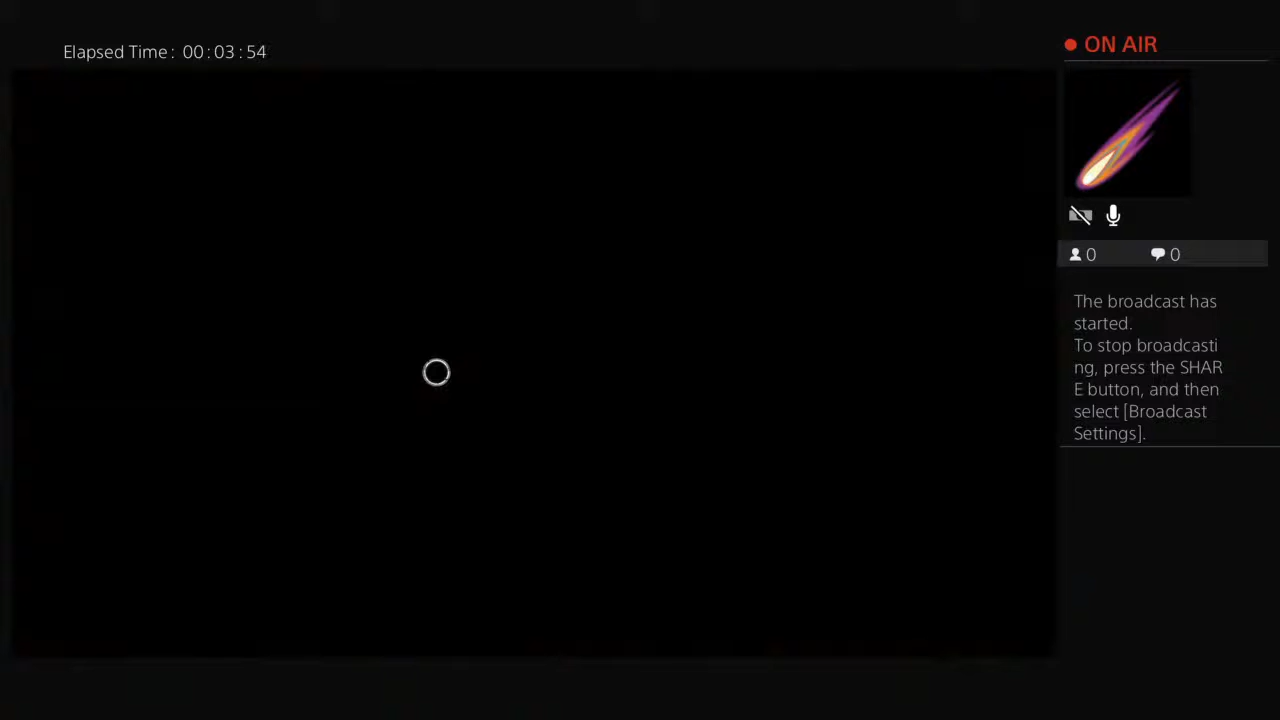 Elapsed Time: 00:03:54
ON AIR
0 0
The broadcast has
started.
To stop broadcasti
ng, press the SHAR
E button, and then
select [Broadcast
Settings].